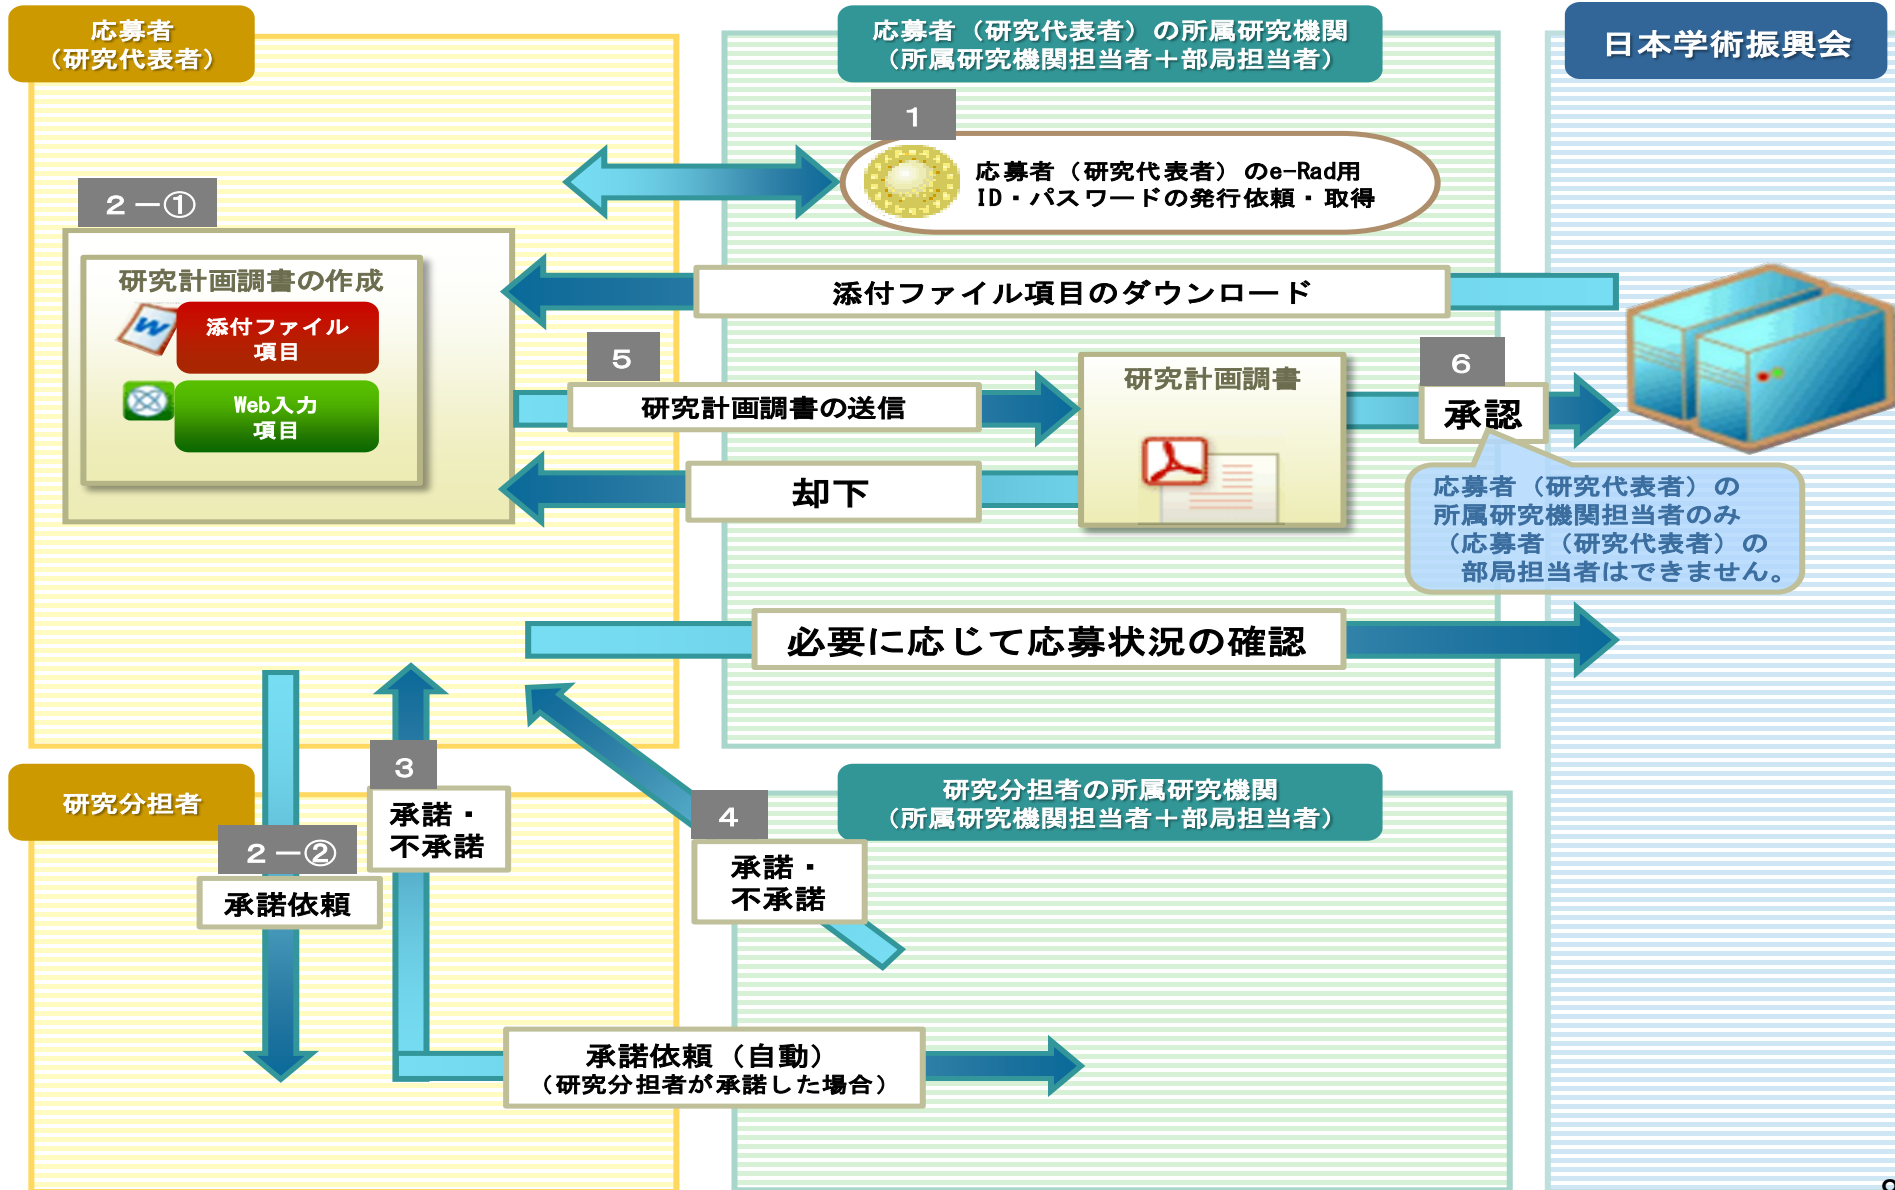 応募者
（研究代表者）
応募者（研究代表者）の所属研究機関
（所属研究機関担当者＋部局担当者）
日本学術振興会
1
応募者（研究代表者）のe-Rad用
ID・パスワードの発行依頼・取得
2－①
研究計画調書の作成
添付ファイル
項目
Web入力
項目
添付ファイル項目のダウンロード
5
研究計画調書の送信
研究計画調書
6
承認
却下
応募者（研究代表者）の
所属研究機関担当者のみ
（応募者（研究代表者）の
部局担当者はできません。
必要に応じて応募状況の確認
研究分担者
3
承諾・
不承諾
2－②
承諾依頼
4
承諾・
不承諾
研究分担者の所属研究機関
（所属研究機関担当者＋部局担当者）
承諾依頼（自動）
（研究分担者が承諾した場合）